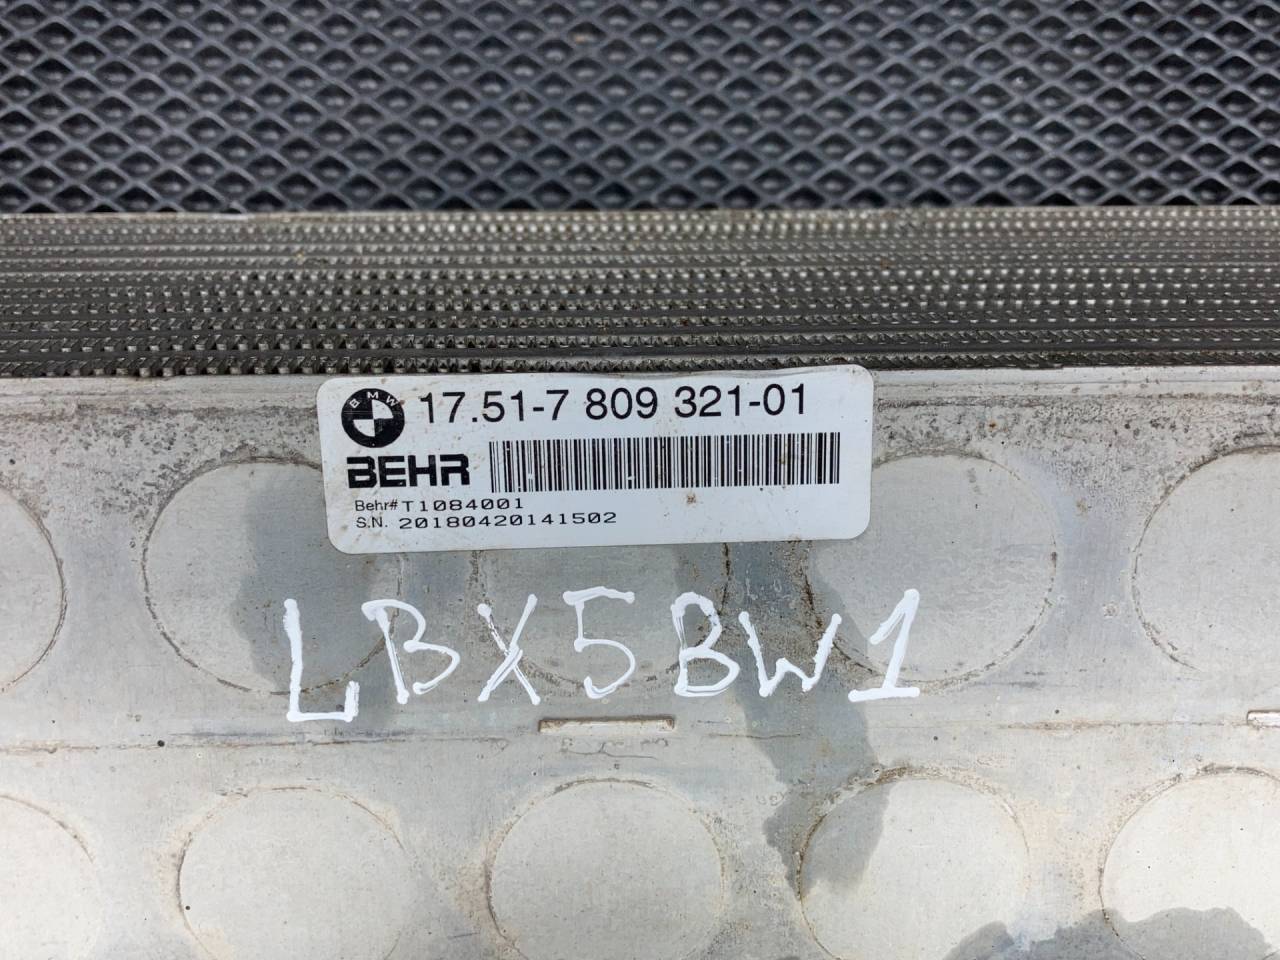 BMW 17.51-7 809 321-01
BEHR
Behr# T1084001
S.N. 20180420141502
LBX5BW1